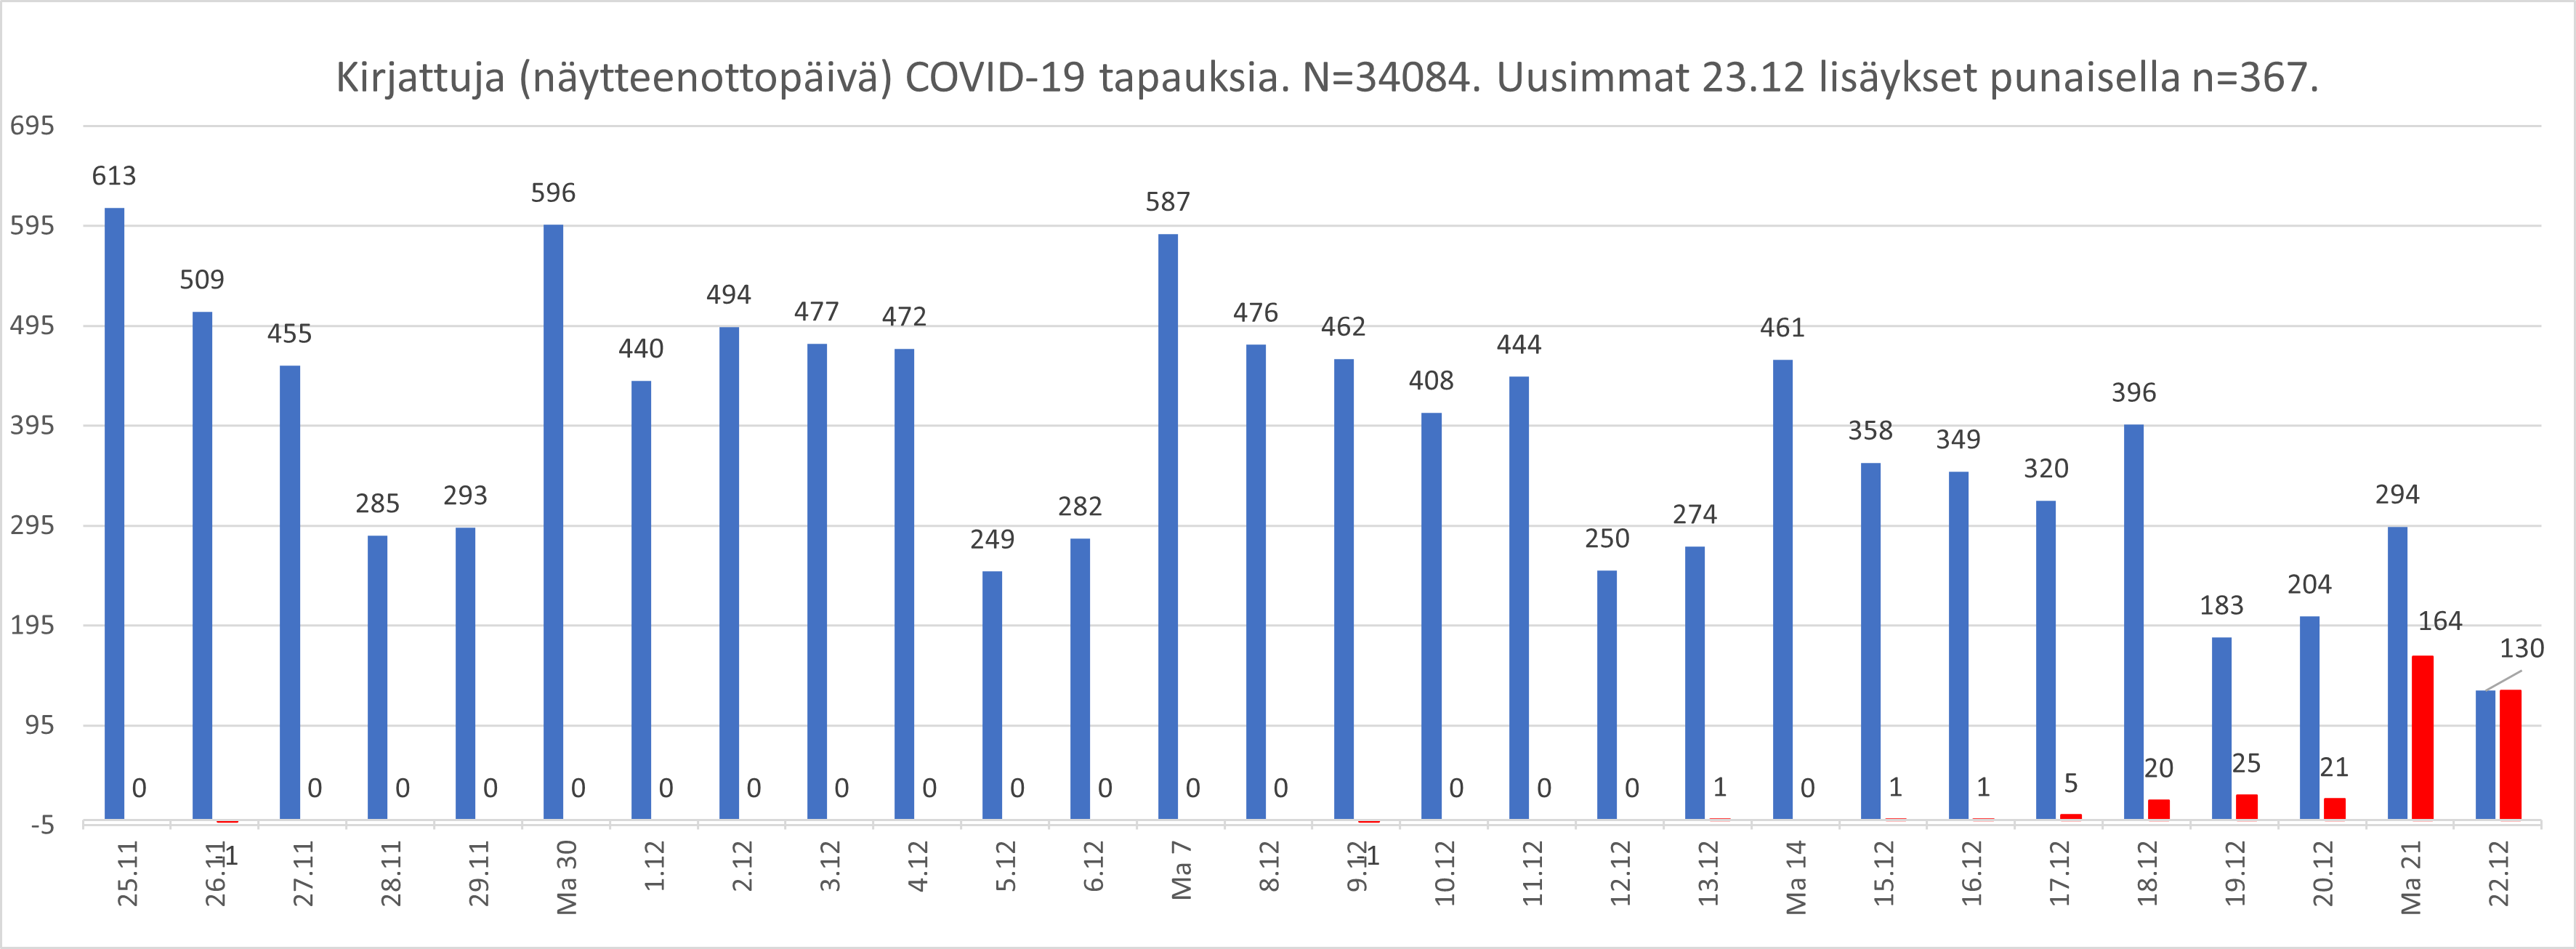 Kirjattuja (näytteenottopäivä) COVID-19 tapauksia. N=34084. Uusimmat 23.12 lisäykset punaisella n=367.
695
595
495
395
295
195
95
-5
613 509 455 285 293 596 440 494 477 472 249 282 587 476 462 408 444 250 274 461 358 349 320 396 183 204 294 130
0 -1 0 0 0 0 0 0 0 0 0 0 0 0 -1 0 0 0 1 0 1 1 5 20 25 21 164
25.11 26.11 27.11 28.11 29.11 Ma 30 1.12 2.12 3.12 4.12 5.12 6.12 Ma 7 8.12 9.12 10.12 11.12 12.12 13.12 Ma 14 15.12 16.12 17.12 18.12 19.12 20.12 Ma 21 22.12